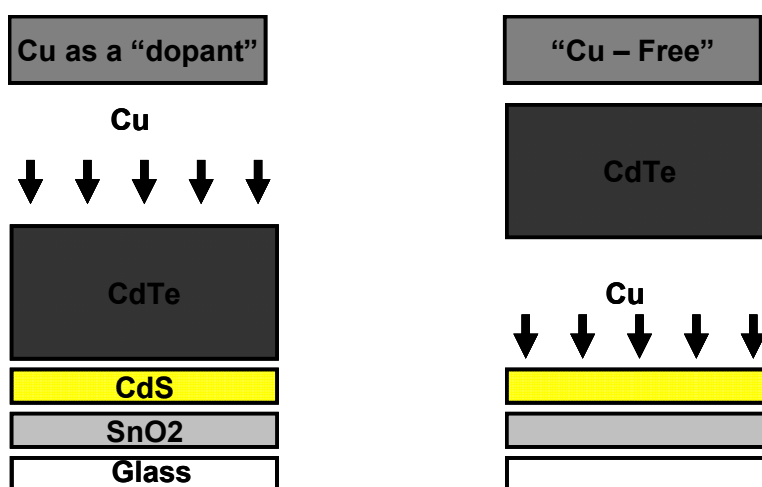 Cu as a “dopant”
Cu
CdTe
CdS
SnO2
Glass
“Cu – Free”
CdTe
Cu